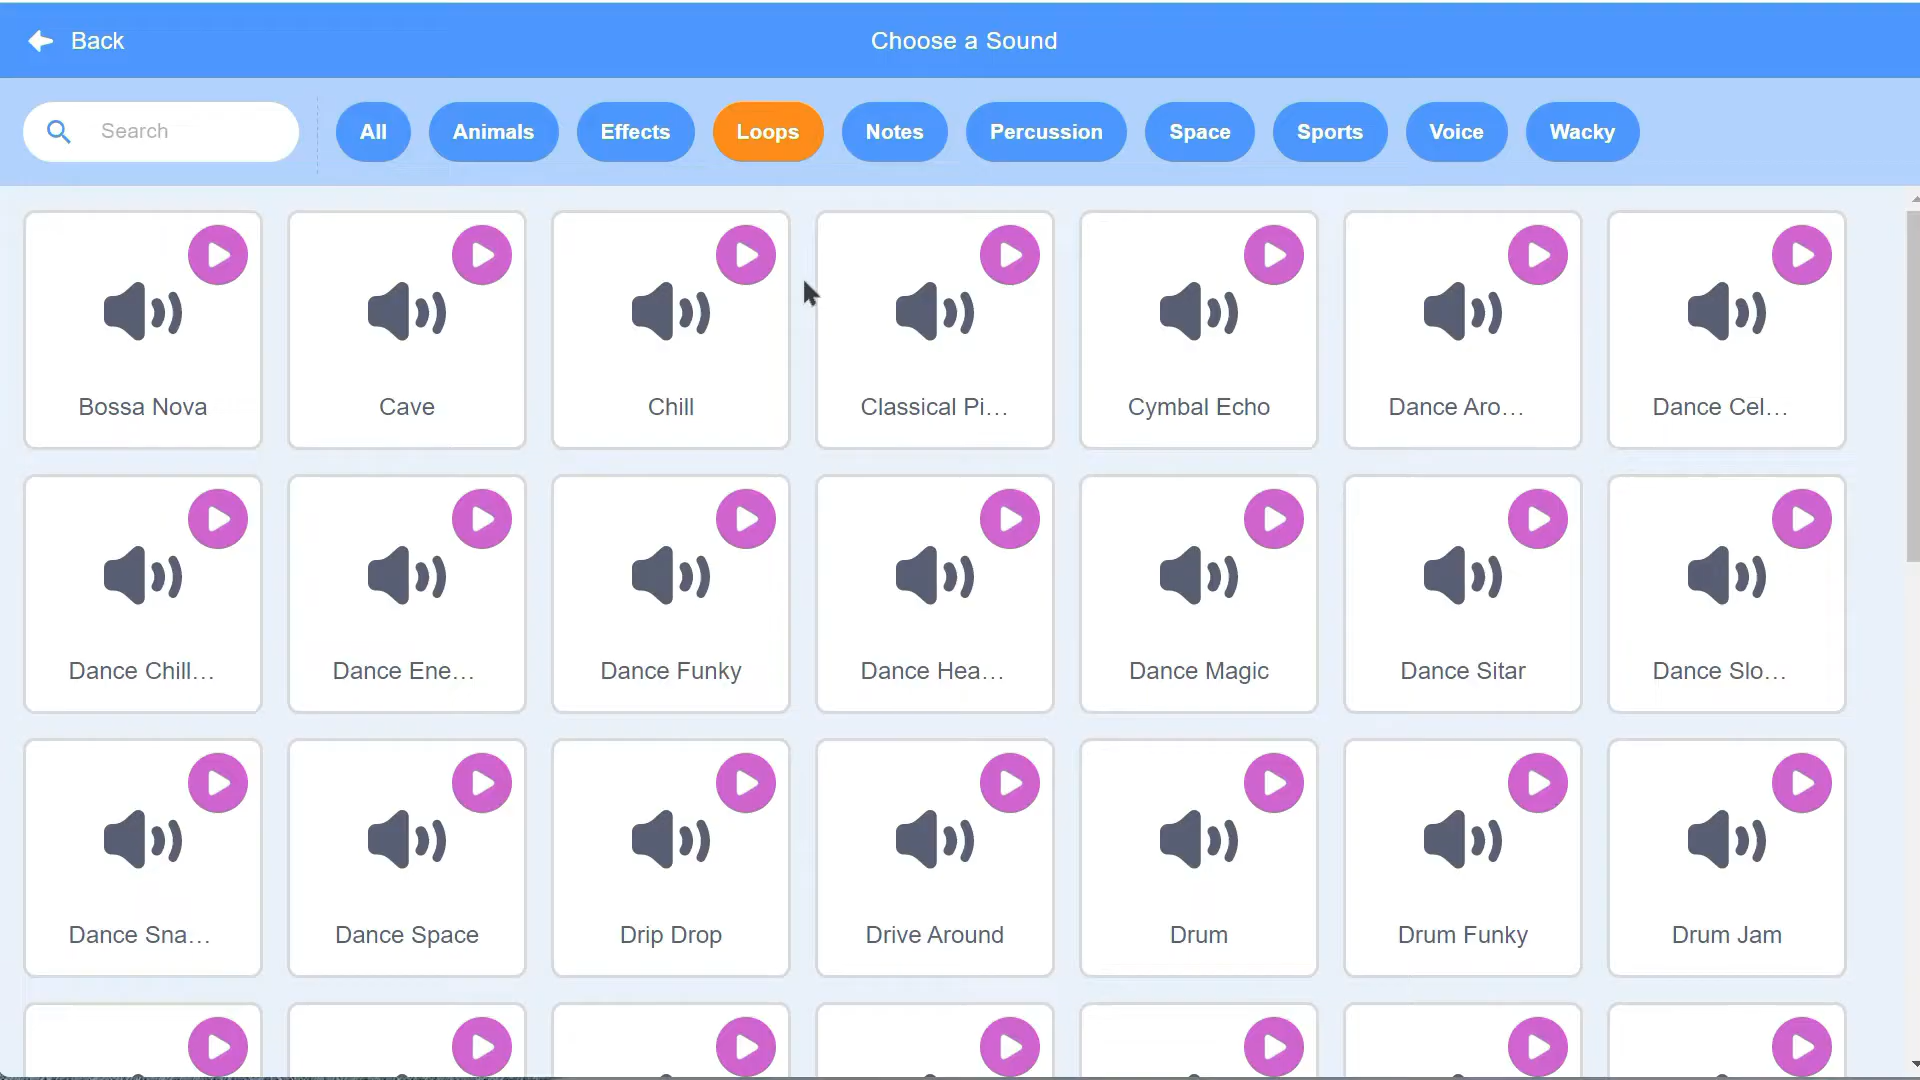 Back
Choose a Sound
Search
All
Animals
Effects
Loops
Notes
Percussion
Space
Sports
Voice
Wacky
Bossa Nova
Cave
Chill
Classical Pi...
Cymbal Echo
Dance Aro...
Dance Cel...
Dance Chill...
Dance Ene...
Dance Funky
Dance Hea...
Dance Magic
Dance Sitar
Dance Slo...
Dance Sna...
Dance Space
Drip Drop
Drive Around
Drum
Drum Funky
Drum Jam